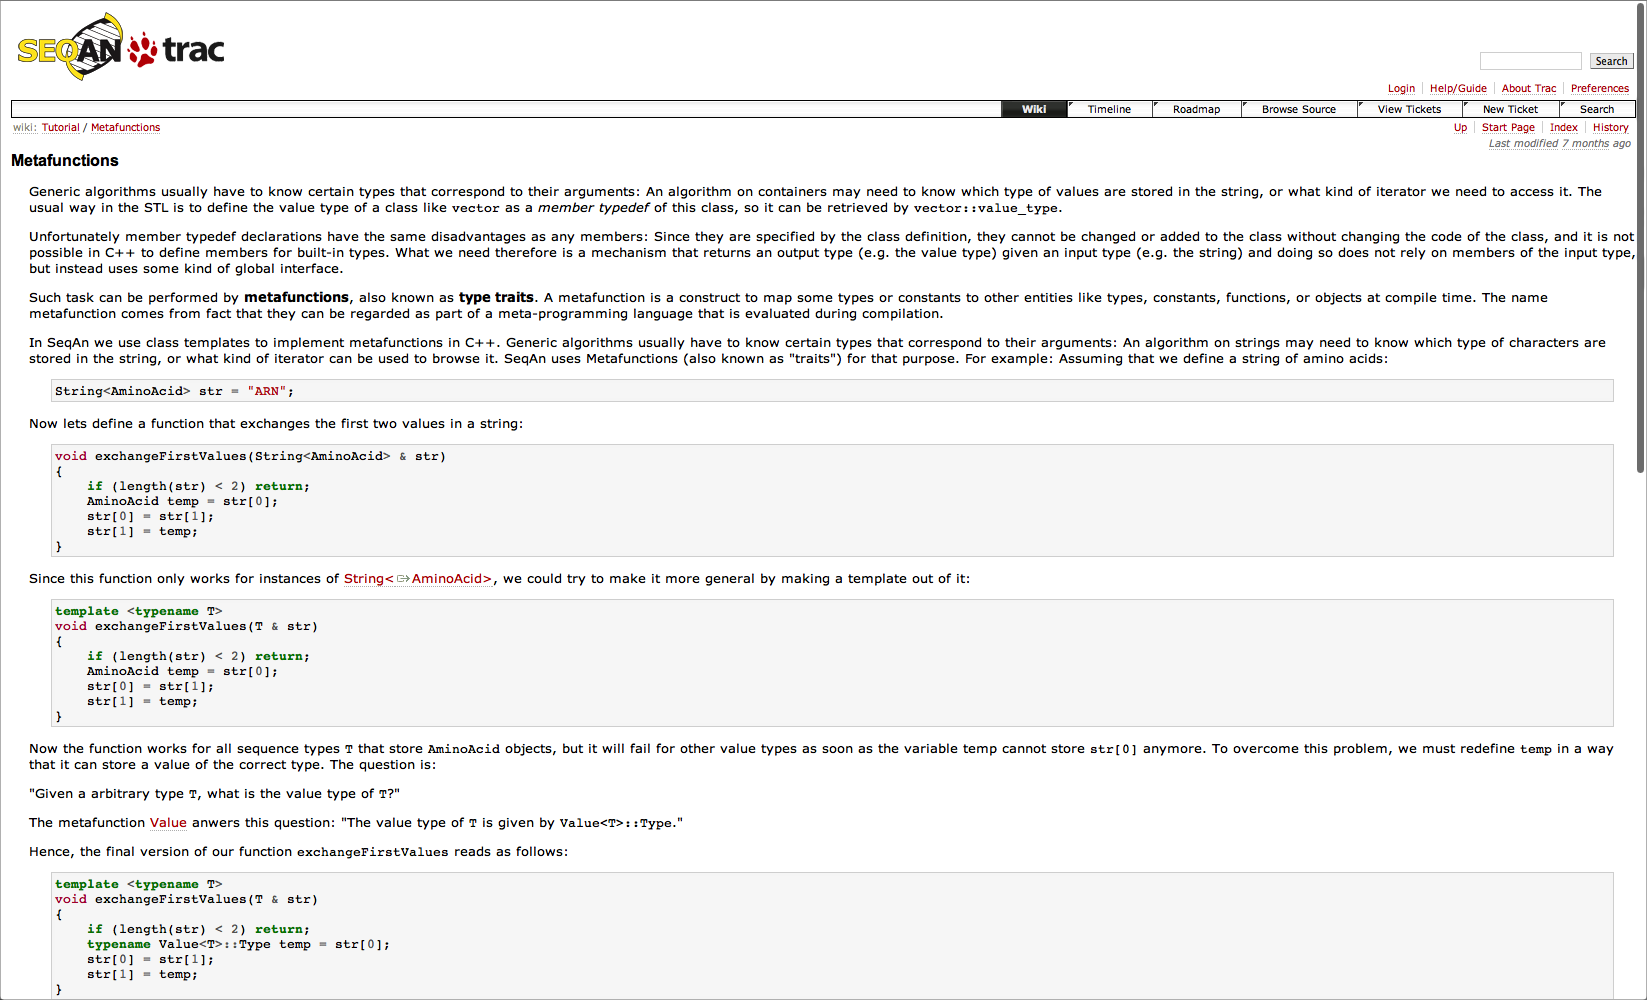 SEQAN trac
Search
Login Help/Guide About Trac Preferences
Wiki Timeline Roadmap Browse Source View Tickets New Ticket Search
wiki: Tutorial / Metafunctions
Up Start Page Index History
Last modified 7 months ago
Metafunctions
Generic algorithms usually have to know certain types that correspond to their arguments: An algorithm on containers may need to know which type of values are stored in the string, or what kind of iterator we need to access it. The
usual way in the STL is to define the value type of a class like vector as a member typedef of this class, so it can be retrieved by vector::value_type.
Unfortunately member typedef declarations have the same disadvantages as any members: Since they are specified by the class definition, they cannot be changed or added to the class without changing the code of the class, and it is not
possible in C++ to define members for built-in types. What we need therefore is a mechanism that returns an output type (e.g. the value type) given an input type (e.g. the string) and doing so does not rely on members of the input type,
but instead uses some kind of global interface.
Such task can be performed by metafunctions, also known as type traits. A metafunction is a construct to map some types or constants to other entities like types, constants, functions, or objects at compile time. The name
metafunction comes from fact that they can be regarded as part of a meta-programming language that is evaluated during compilation.
In SeqAn we use class templates to implement metafunctions in C++. Generic algorithms usually have to know certain types that correspond to their arguments: An algorithm on strings may need to know which type of characters are
stored in the string, or what kind of iterator can be used to browse it. SeqAn uses Metafunctions (also known as "traits") for that purpose. For example: Assuming that we define a string of amino acids:
String<AminoAcid> str = "ARN";
Now lets define a function that exchanges the first two values in a string:
void exchangeFirstValues(String<AminoAcid> & str)
{
    if (length(str) < 2) return;
    AminoAcid temp = str[0];
    str[0] = str[1];
    str[1] = temp;
}
Since this function only works for instances of String<AminoAcid>, we could try to make it more general by making a template out of it:
template <typename T>
void exchangeFirstValues(T & str)
{
    if (length(str) < 2) return;
    AminoAcid temp = str[0];
    str[0] = str[1];
    str[1] = temp;
}
Now the function works for all sequence types T that store AminoAcid objects, but it will fail for other value types as soon as the variable temp cannot store str[0] anymore. To overcome this problem, we must redefine temp in a way
that it can store a value of the correct type. The question is:
"Given a arbitrary type T, what is the value type of T?"
The metafunction Value anwers this question: "The value type of T is given by Value<T>::Type."
Hence, the final version of our function exchangeFirstValues reads as follows:
template <typename T>
void exchangeFirstValues(T & str)
{
    if (length(str) < 2) return;
    typename Value<T>::Type temp = str[0];
    str[0] = str[1];
    str[1] = temp;
}